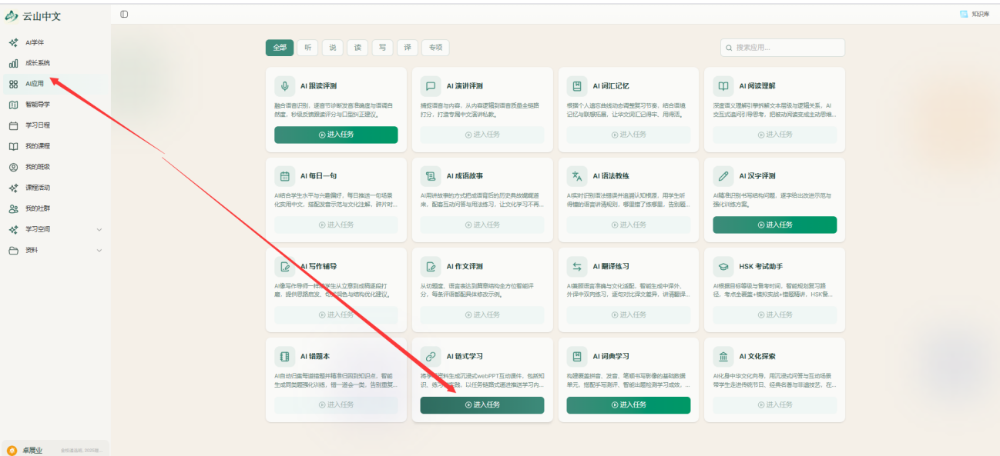 云山中文
知识库
AI学伴
成长系统
AI应用
智能导学
学习日程
我的课程
我的班级
课程活动
我的社群
学习空间
资料
卓
卓展业
全部
听
说
读
写
译
专项
搜索应用...
AI 跟读评测
融合语音识别，逐音节诊断发音准确度与语调自
然度，秒级反馈跟读评分与口型纠正建议。
进入任务
AI 演讲评测
捕捉语音与内容，从内容逻辑到语音质量全链路
打分，打造专属中文演讲私教。
进入任务
AI 词汇记忆
根据个人遗忘曲线动态调整复习节奏，结合语境
记忆与联想拓展，让华文词汇记得牢、用得活。
进入任务
AI 阅读理解
深度语义理解引擎拆解文本层级与逻辑关系，AI
交互式追问引导思考，把被动阅读变成主动思维...
进入任务
AI 每日一句
AI结合学生水平与兴趣偏好，每日推送一句场景
化实用中文，搭配发音示范与文化注解，碎片时...
进入任务
AI 成语故事
AI用讲故事的方式把成语背后的历史典故娓娓道
来，配套互动问答与用法练习，让文化学习不再...
进入任务
AI 语法教练
AI实时识别语法错误并追溯认知根源，用学生听
得懂的语言讲清规则，哪里错了练哪里，告别题...
进入任务
AI 汉字评测
AI精准识别书写结构问题，逐字给出改进示范与
强化训练方案。
进入任务
AI 写作辅导
AI像写作导师一样 学生从立意到成稿逐段打
磨，提供思路启发、句式润色与结构优化建议。
进入任务
AI 作文评测
从切题度、语言表达到篇章结构全方位智能评
分，每条评语都配具体修改示例。
进入任务
AI 翻译练习
AI兼顾语言准确与文化适配，智能生成中译外、
外译中双向练习，逐句对比译文差异，讲清翻译...
进入任务
HSK 考试助手
AI根据目标等级与备考时间，智能规划复习路
径，考点全覆盖+模拟实战+错题精讲，HSK备...
进入任务
AI 错题本
AI自动归集每道错题并精准归因到知识点，智能
生成同类题强化训练，错一道会一类，告别重复...
进入任务
AI 链式学习
将学 资料生成沉浸式webPPT互动课件，包括知
识、练习 实践，以任务链路式递进推送学习内...
进入任务
AI 词典学习
构建覆盖拼音、发音、笔顺书写影像的基础数据
单元，搭配手写测评、智能出题检测学习成效，...
进入任务
AI 文化探索
AI化身中华文化向导，用沉浸式问答与互动场景
带学生走进传统节日、经典名著与非遗技艺，在...
进入任务